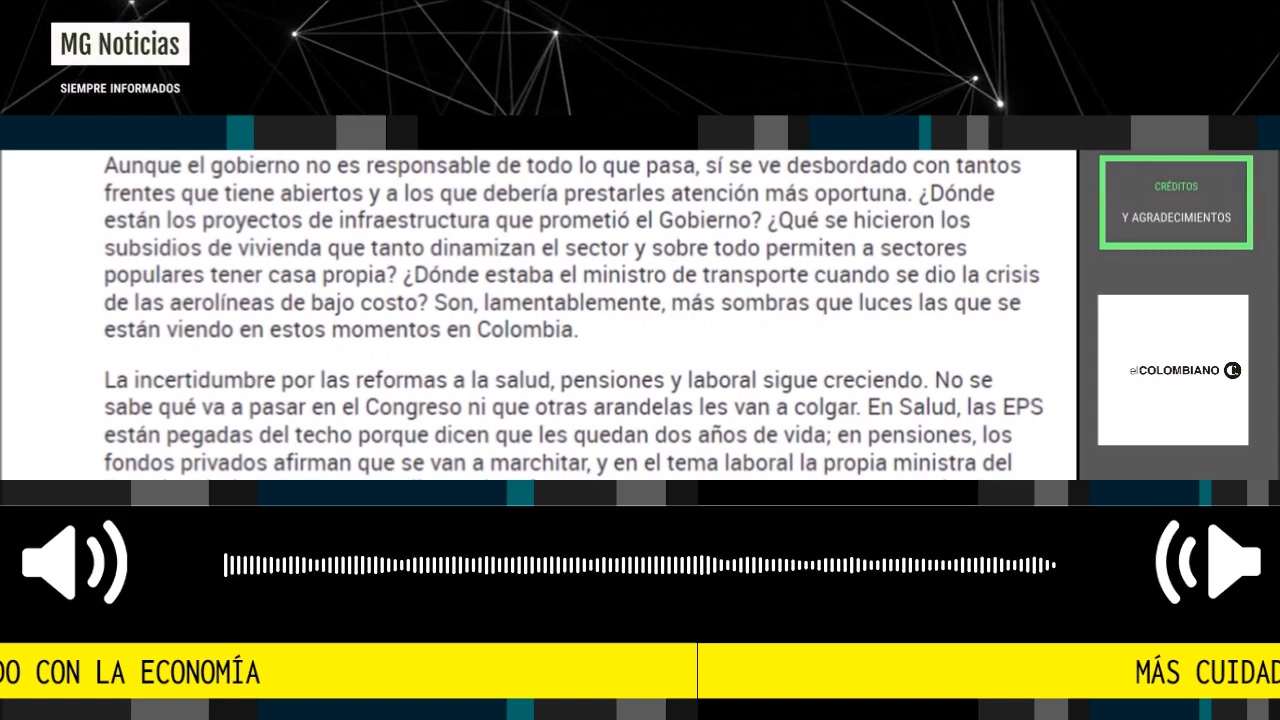 MG Noticias
SIEMPRE INFORMADOS
Aunque el gobierno no es responsable de todo lo que pasa, sí se ve desbordado con tantos
frentes que tiene abiertos y a los que debería prestarles atención más oportuna. ¿Dónde
están los proyectos de infraestructura que prometió el Gobierno? ¿Qué se hicieron los
subsidios de vivienda que tanto dinamizan el sector y sobre todo permiten a sectores
populares tener casa propia? ¿Dónde estaba el ministro de transporte cuando se dio la crisis
de las aerolíneas de bajo costo? Son, lamentablemente, más sombras que luces las que se
están viendo en estos momentos en Colombia.
La incertidumbre por las reformas a la salud, pensiones y laboral sigue creciendo. No se
sabe qué va a pasar en el Congreso ni que otras arandelas les van a colgar. En Salud, las EPS
están pegadas del techo porque dicen que les quedan dos años de vida; en pensiones, los
fondos privados afirman que se van a marchitar, y en el tema laboral la propia ministra del
CRÉDITOS
Y AGRADECIMIENTOS
elCOLOMBIANO
DO CON LA ECONOMÍA
MÁS CUIDAD